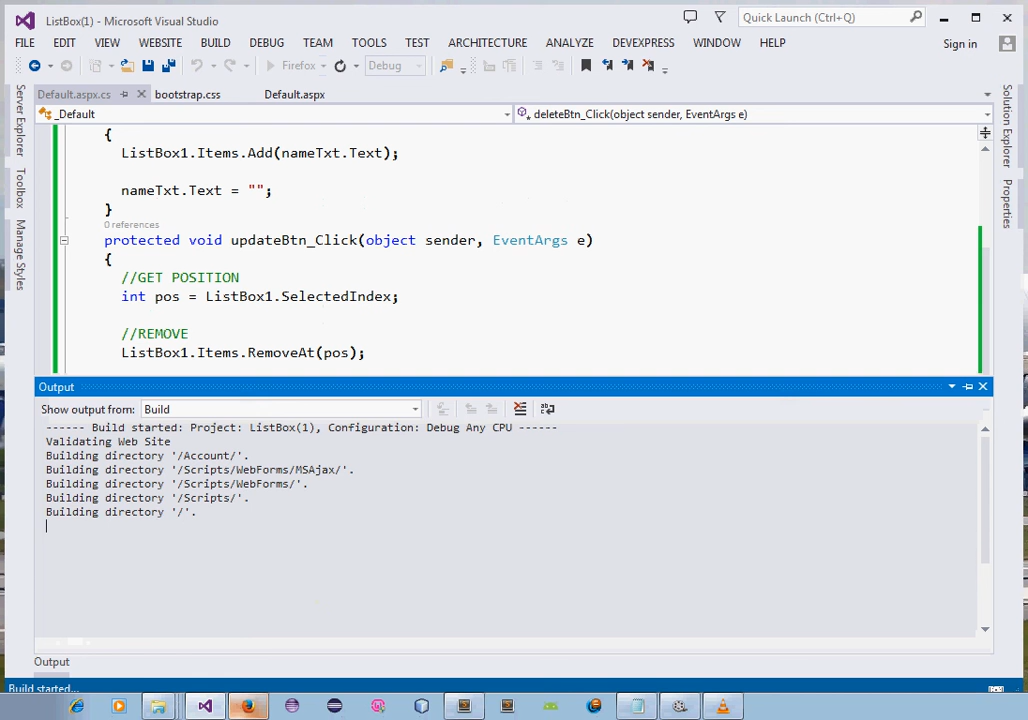 ListBox(1) - Microsoft Visual Studio
Quick Launch (Ctrl+Q)
FILE EDIT VIEW WEBSITE BUILD DEBUG TEAM TOOLS TEST ARCHITECTURE ANALYZE DEVEXPRESS WINDOW HELP Sign in
Firefox Debug
Default.aspx.cs bootstrap.css Default.aspx
_Default deleteBtn_Click(object sender, EventArgs e)
Server Explorer
Toolbox
Manage Styles
Solution Explorer
Properties
{
ListBox1.Items.Add(nameTxt.Text);
nameTxt.Text = "";
}
0 references
protected void updateBtn_Click(object sender, EventArgs e)
{
//GET POSITION
int pos = ListBox1.SelectedIndex;
//REMOVE
ListBox1.Items.RemoveAt(pos);
Output
Show output from: Build
------ Build started: Project: ListBox(1), Configuration: Debug Any CPU ------
Validating Web Site
Building directory '/Account/'.
Building directory '/Scripts/WebForms/MSAjax/'.
Building directory '/Scripts/WebForms/'.
Building directory '/Scripts/'.
Building directory '/'.
Output
Build started...